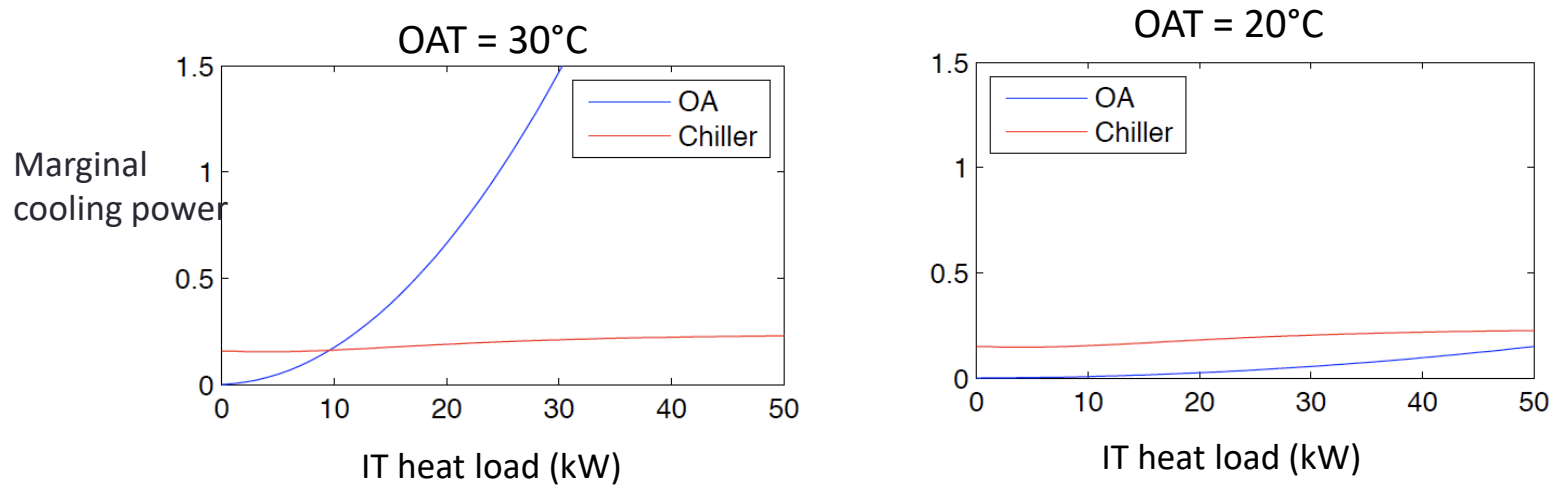 OAT = 30°C
Marginal
cooling power
1.5
1
0.5
0
OA
Chiller
0 10 20 30 40 50
IT heat load (kW)
OAT = 20°C
1.5
1
0.5
0
OA
Chiller
0 10 20 30 40 50
IT heat load (kW)